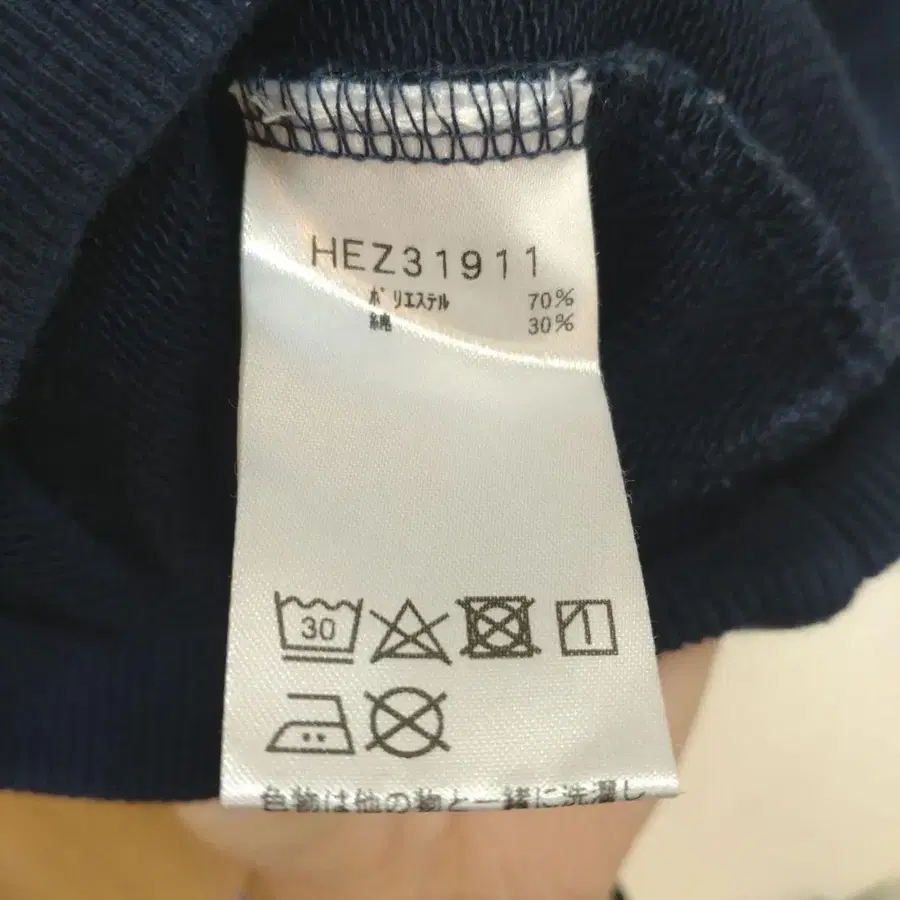 HEZ31911
ポリエステル 70%
綿 30%
30
色物は他の物と一緒に洗濯し